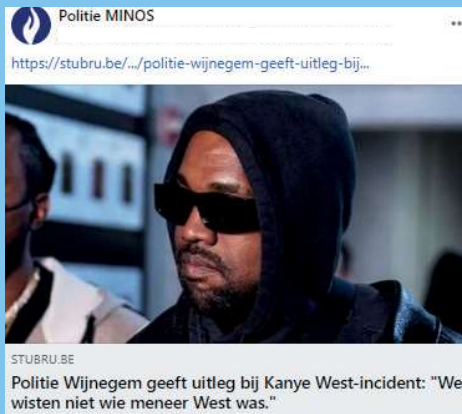 Politie MINOS
https://stubru.be/.../politie-wijnegem-geeft-uitleg-bij...
STUBRU.BE
Politie Wijnegem geeft uitleg bij Kanye West-incident: "We
wisten niet wie meneer West was."